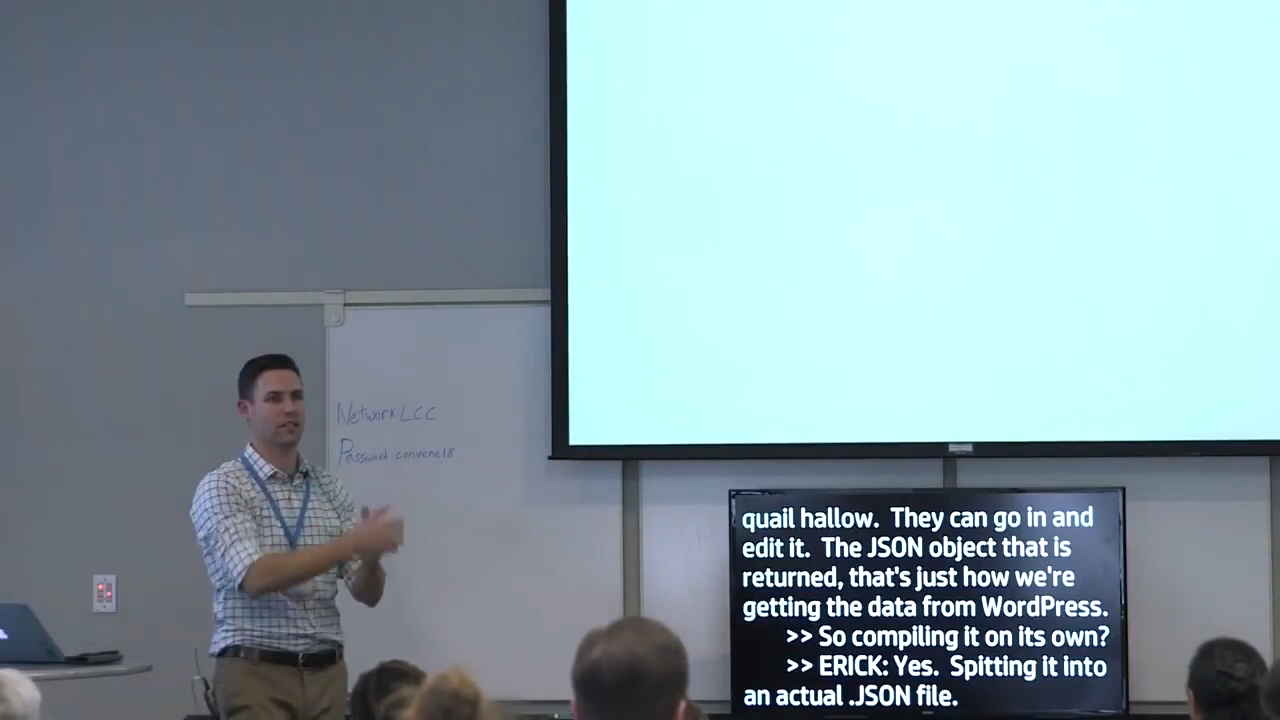 Network: LCC
Password: convene18
quail hallow.  They can go in and
edit it.  The JSON object that is
returned, that's just how we're
getting the data from WordPress.
>> So compiling it on its own?
>> ERICK: Yes.  Spitting it into
an actual .JSON file.